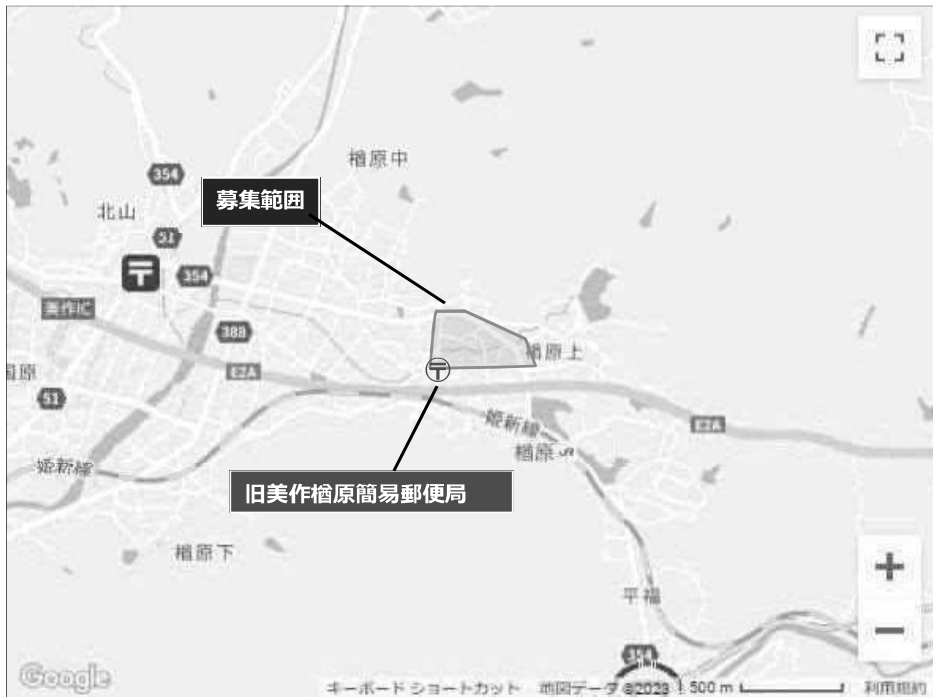 楢原中
354
募集範囲
北山
51
〒
354
美作IC
388
楢原上
E2A
〒
51
姫新線
E2A
楢原
JR
姫新線
旧美作楢原簡易郵便局
楢原下
平福
354
Google
キーボード ショートカット 地図データ ©2023 500 m 利用規約